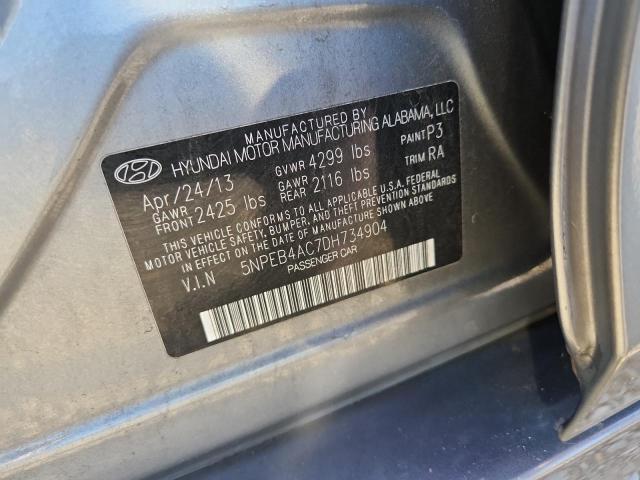 MANUFACTURED BY
HYUNDAI MOTOR MANUFACTURING ALABAMA, LLC
Apr/24/13 GVWR 4299 lbs PAINT P3
GAWR FRONT 2425 lbs GAWR REAR 2116 lbs TRIM RA
THIS VEHICLE CONFORMS TO ALL APPLICABLE U.S.A. FEDERAL
MOTOR VEHICLE SAFETY, BUMPER, AND THEFT PREVENTION STANDARDS
IN EFFECT ON THE DATE OF MANUFACTURE SHOWN ABOVE.
V.I.N 5NPEB4AC7DH734904
PASSENGER CAR